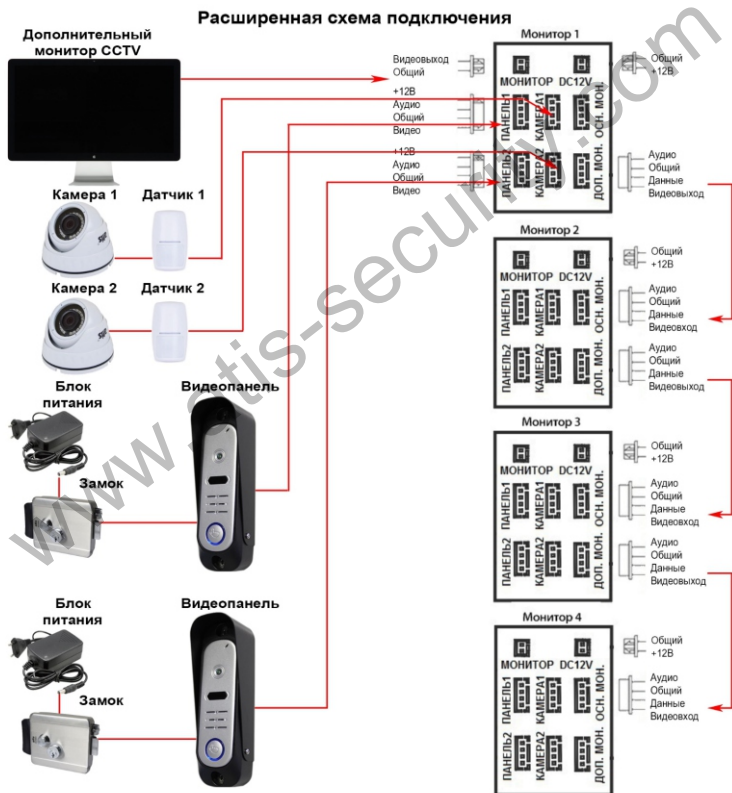 Расширенная схема подключения
Дополнительный
монитор CCTV
Камера 1
Датчик 1
Камера 2
Датчик 2
Блок
питания
Видеопанель
Замок
Блок
питания
Видеопанель
Замок
Монитор 1
Видеовыход
Общий
+12В
Аудио
Общий
Видео
+12В
Аудио
Общий
Видео
МОНИТОР DC12V
ПАНЕЛЬ1
КАМЕРА1
ОСН. МОН.
ПАНЕЛЬ2
КАМЕРА2
ДОП. МОН.
Общий
+12В
Аудио
Общий
Данные
Видеовыход
Монитор 2
МОНИТОР DC12V
ПАНЕЛЬ1
КАМЕРА1
ОСН. МОН.
ПАНЕЛЬ2
КАМЕРА2
ДОП. МОН.
Общий
+12В
Аудио
Общий
Данные
Видеовход
Аудио
Общий
Данные
Видеовыход
Монитор 3
МОНИТОР DC12V
ПАНЕЛЬ1
КАМЕРА1
ОСН. МОН.
ПАНЕЛЬ2
КАМЕРА2
ДОП. МОН.
Общий
+12В
Аудио
Общий
Данные
Видеовход
Аудио
Общий
Данные
Видеовыход
Монитор 4
МОНИТОР DC12V
ПАНЕЛЬ1
КАМЕРА1
ОСН. МОН.
ПАНЕЛЬ2
КАМЕРА2
ДОП. МОН.
Общий
+12В
Аудио
Общий
Данные
Видеовход
www.atis-security.com